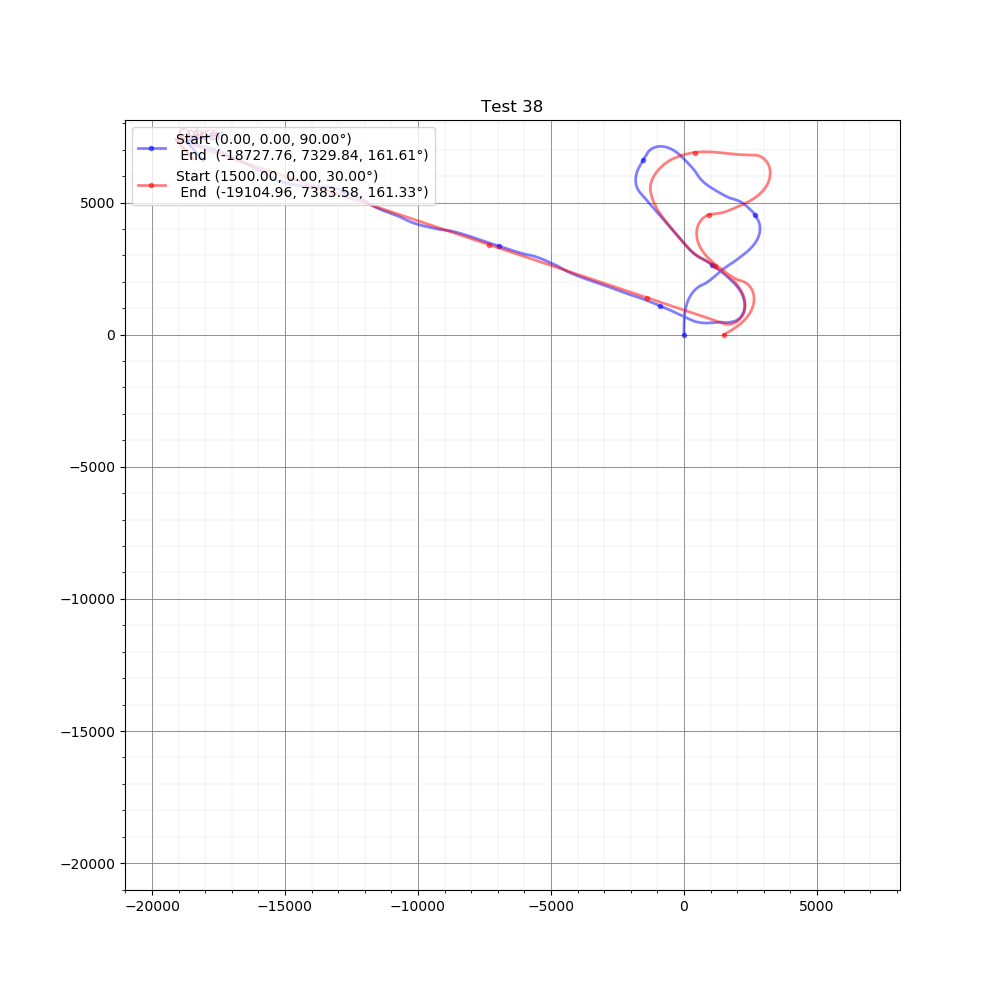 Test 38
Start (0.00, 0.00, 90.00°)
End (-18727.76, 7329.84, 161.61°)
Start (1500.00, 0.00, 30.00°)
End (-19104.96, 7383.58, 161.33°)
5000
0
−5000
−10000
−15000
−20000
−20000 −15000 −10000 −5000 0 5000